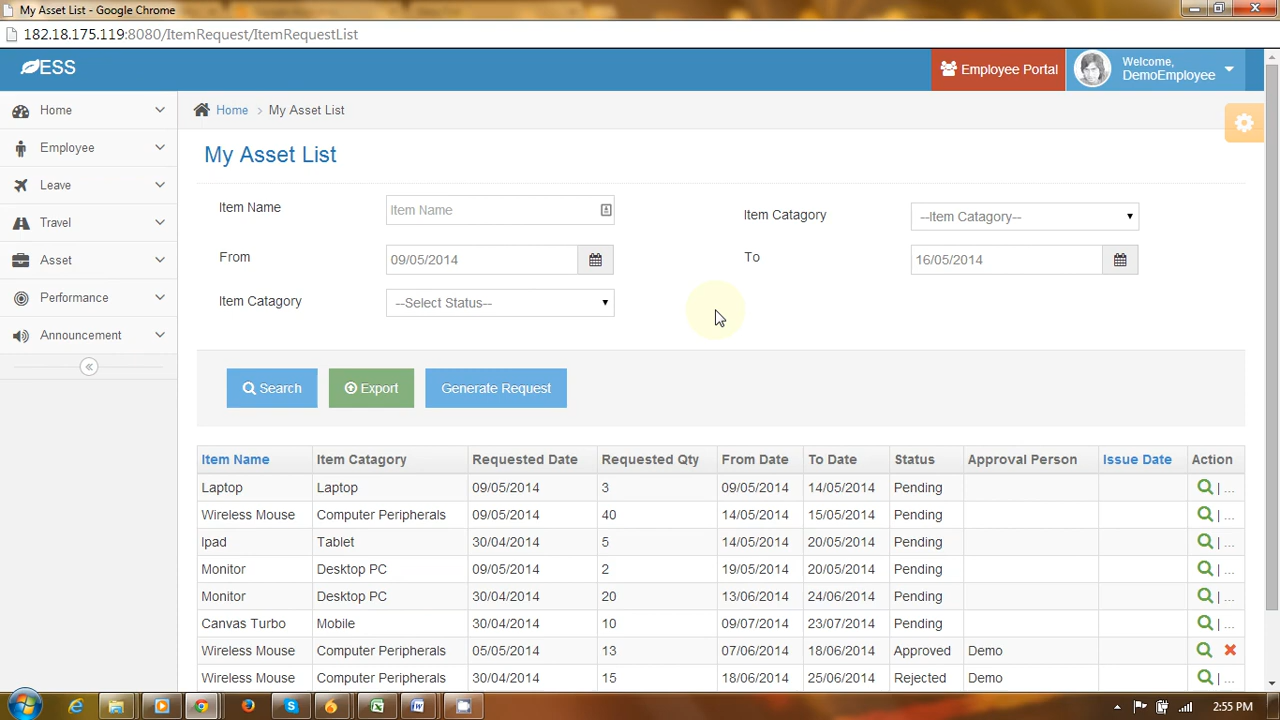 My Asset List - Google Chrome
182.18.175.119:8080/ItemRequest/ItemRequestList
ESS
Employee Portal
Welcome,
DemoEmployee
Home
Employee
Leave
Travel
Asset
Performance
Announcement
Home > My Asset List
My Asset List
Item Name Item Name Item Catagory --Item Catagory--
From 09/05/2014 To 16/05/2014
Item Catagory --Select Status--
Search Export Generate Request
Item Name Item Catagory Requested Date Requested Qty From Date To Date Status Approval Person Issue Date Action
Laptop Laptop 09/05/2014 3 09/05/2014 14/05/2014 Pending | ...
Wireless Mouse Computer Peripherals 09/05/2014 40 14/05/2014 15/05/2014 Pending | ...
Ipad Tablet 30/04/2014 5 14/05/2014 20/05/2014 Pending | ...
Monitor Desktop PC 09/05/2014 2 19/05/2014 20/05/2014 Pending | ...
Monitor Desktop PC 30/04/2014 20 13/06/2014 24/06/2014 Pending | ...
Canvas Turbo Mobile 30/04/2014 10 09/07/2014 23/07/2014 Pending | ...
Wireless Mouse Computer Peripherals 05/05/2014 13 07/06/2014 18/06/2014 Approved Demo
Wireless Mouse Computer Peripherals 30/04/2014 15 18/06/2014 25/06/2014 Rejected Demo | ...
2:55 PM